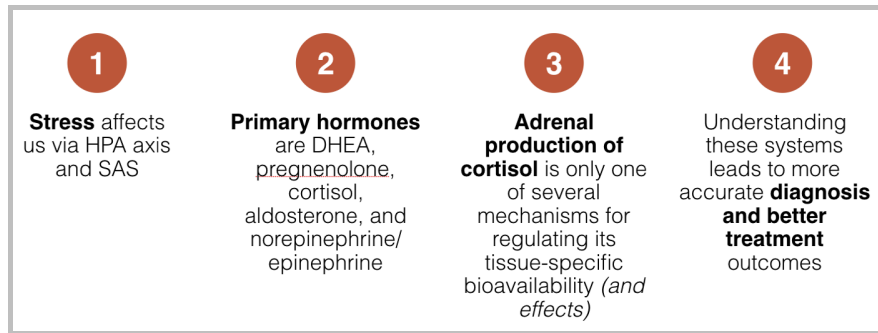 1
Stress affects
us via HPA axis
and SAS
2
Primary hormones
are DHEA,
pregnenolone,
cortisol,
aldosterone, and
norepinephrine/
epinephrine
3
Adrenal
production of
cortisol is only one
of several
mechanisms for
regulating its
tissue-specific
bioavailability (and
effects)
4
Understanding
these systems
leads to more
accurate diagnosis
and better
treatment
outcomes